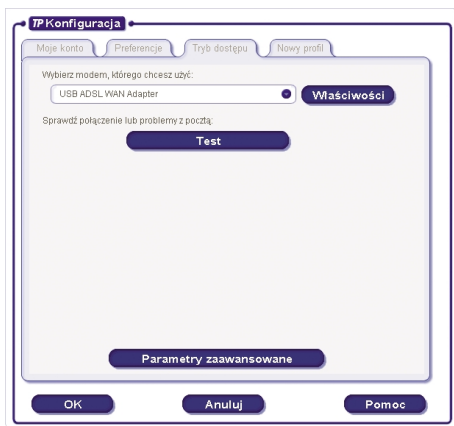 TP Konfiguracja
Moje konto Preferencje Tryb dostępu Nowy profil
Wybierz modem, którego chcesz użyć:
USB ADSL WAN Adapter Właściwości
Sprawdź połączenie lub problemy z pocztą:
Test
Parametry zaawansowane
OK Anuluj Pomoc